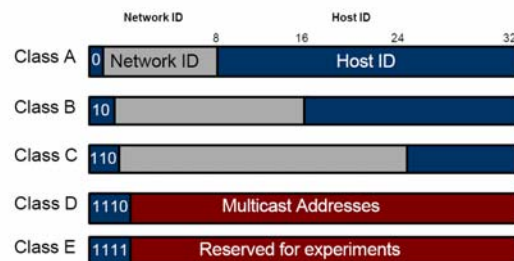 Network ID Host ID
8 16 24 32
Class A 0 Network ID Host ID
Class B 10
Class C 110
Class D 1110 Multicast Addresses
Class E 1111 Reserved for experiments